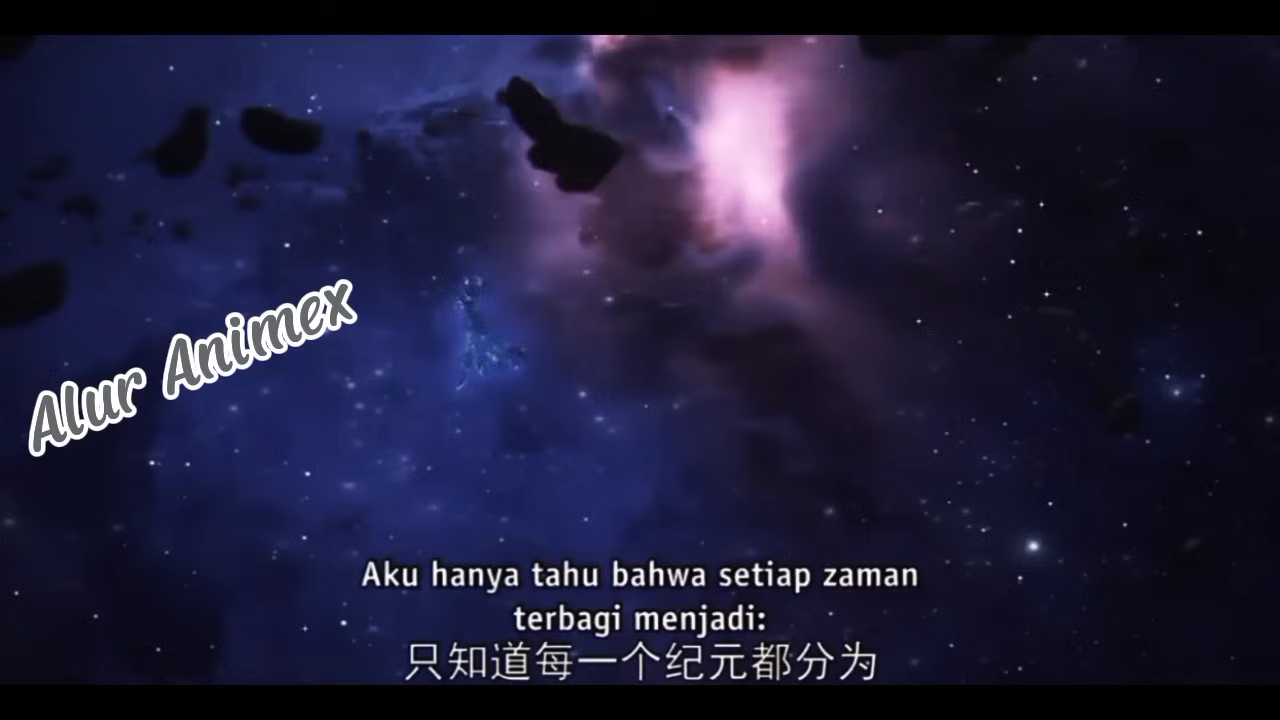 Alur Animex
Aku hanya tahu bahwa setiap zaman
terbagi menjadi:
只知道每一个纪元都分为